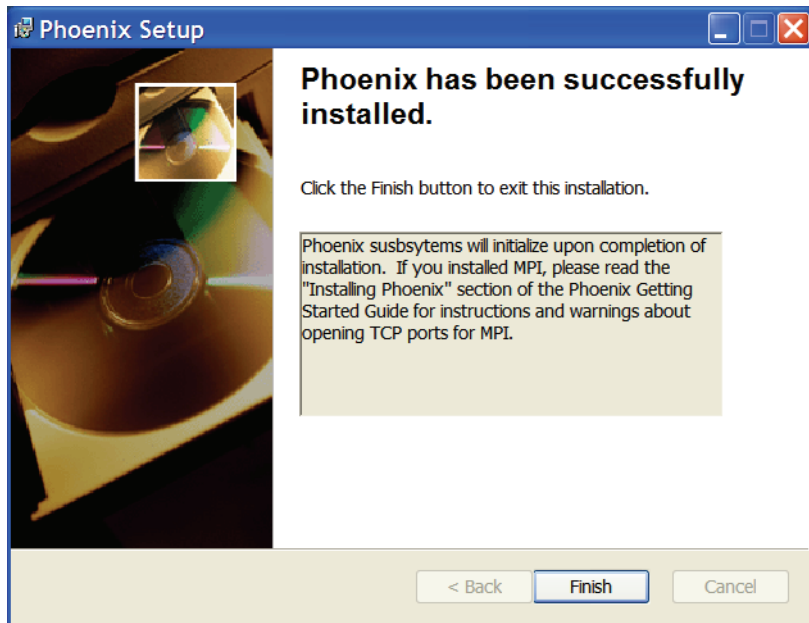 Phoenix Setup
Phoenix has been successfully
installed.
Click the Finish button to exit this installation.
Phoenix susbsytems will initialize upon completion of
installation.  If you installed MPI, please read the
"Installing Phoenix" section of the Phoenix Getting
Started Guide for instructions and warnings about
opening TCP ports for MPI.
< Back
Finish
Cancel